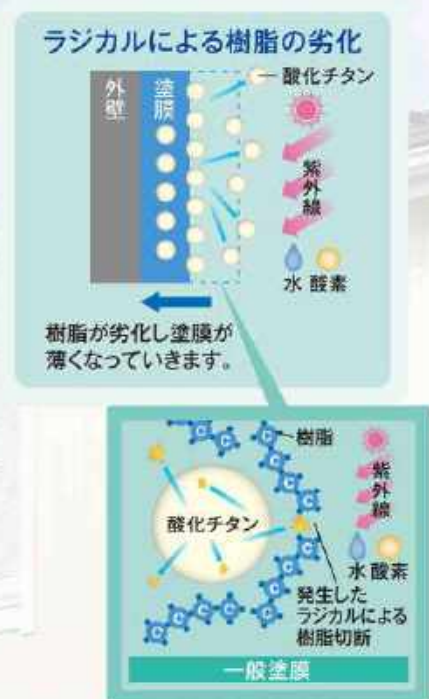 ラジカルによる樹脂の劣化
外壁
塗膜
酸化チタン
紫外線
水 酸素
樹脂が劣化し塗膜が
薄くなっていきます。
C C C C C C C C C C C C
樹脂
紫外線
酸化チタン
水 酸素
発生した
ラジカルによる
樹脂切断
一般塗膜